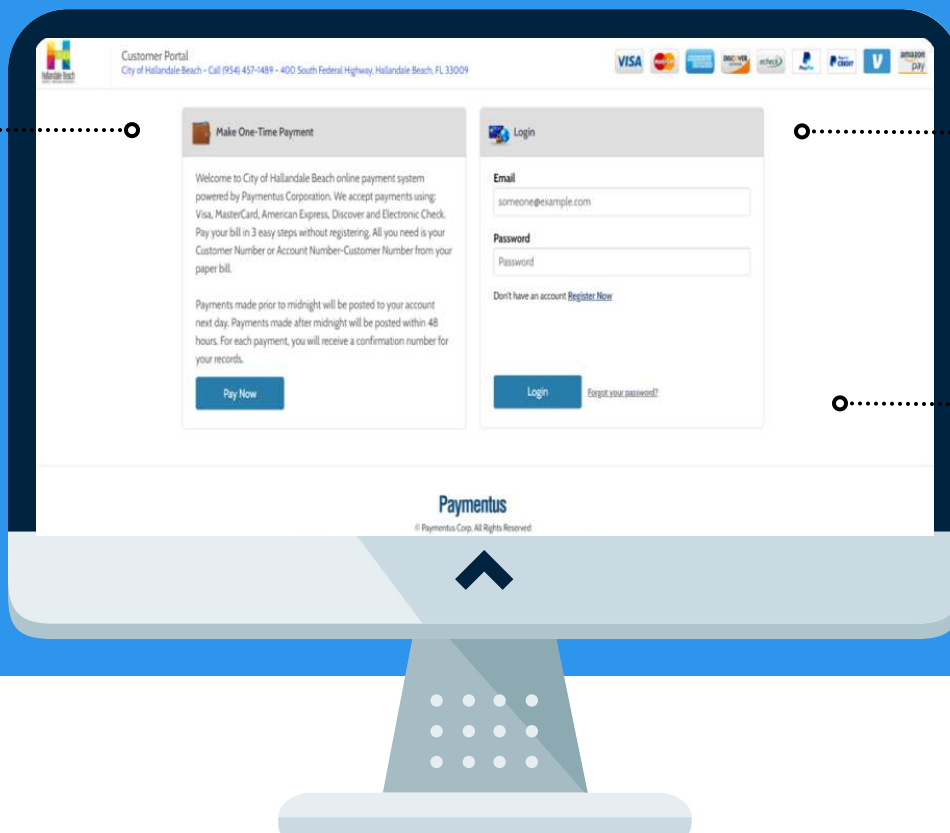 Customer Portal
City of Hallandale Beach - Call (954) 457-1489 - 400 South Federal Highway, Hallandale Beach, FL 33009
Hallandale Beach
VISA
DISCOVER
echeck
PayPal
CREDIT
V
amazon
pay
Make One-Time Payment
Welcome to City of Hallandale Beach online payment system
powered by Paymentus Corporation. We accept payments using:
Visa, MasterCard, American Express, Discover and Electronic Check.
Pay your bill in 3 easy steps without registering. All you need is your
Customer Number or Account Number-Customer Number from your
paper bill.
Payments made prior to midnight will be posted to your account
next day. Payments made after midnight will be posted within 48
hours. For each payment, you will receive a confirmation number for
your records.
Pay Now
Login
Email
someone@example.com
Password
Password
Don't have an account Register Now
Login
Forgot your password?
Paymentus
© Paymentus Corp. All Rights Reserved